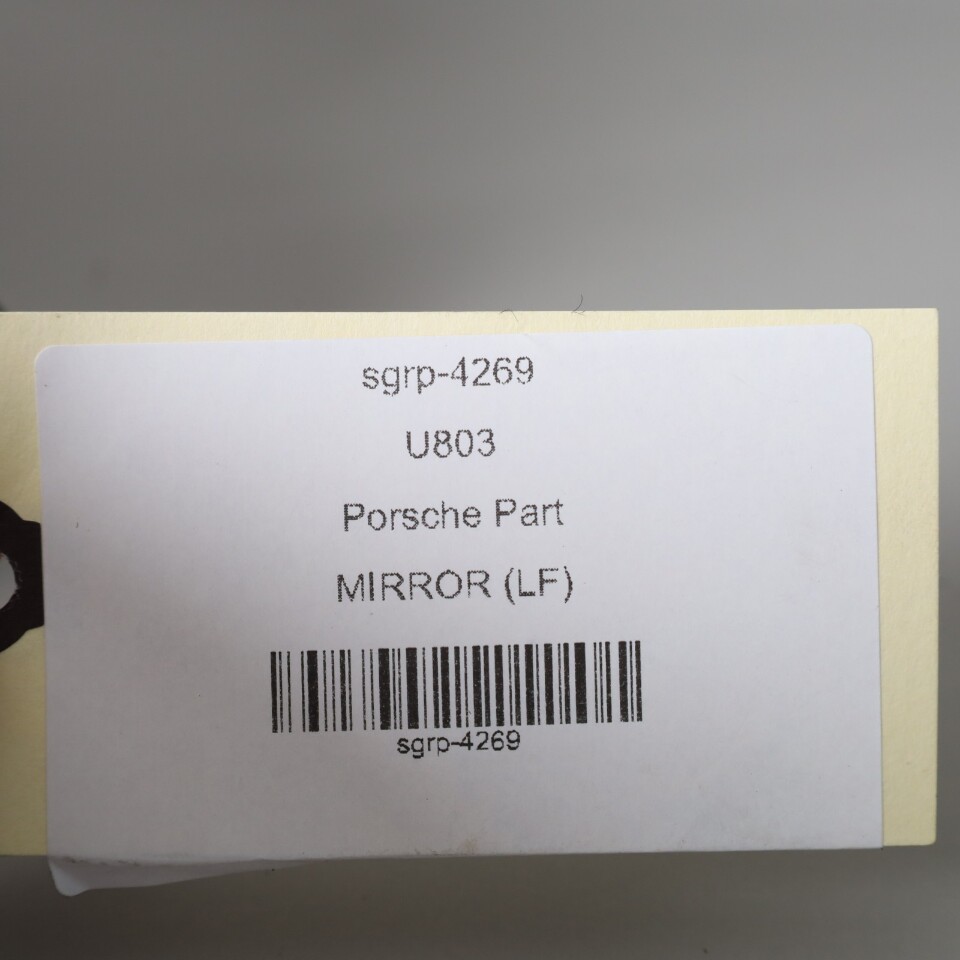 sgrp-4269
U803
Porsche Part
MIRROR (LF)
sgrp-4269